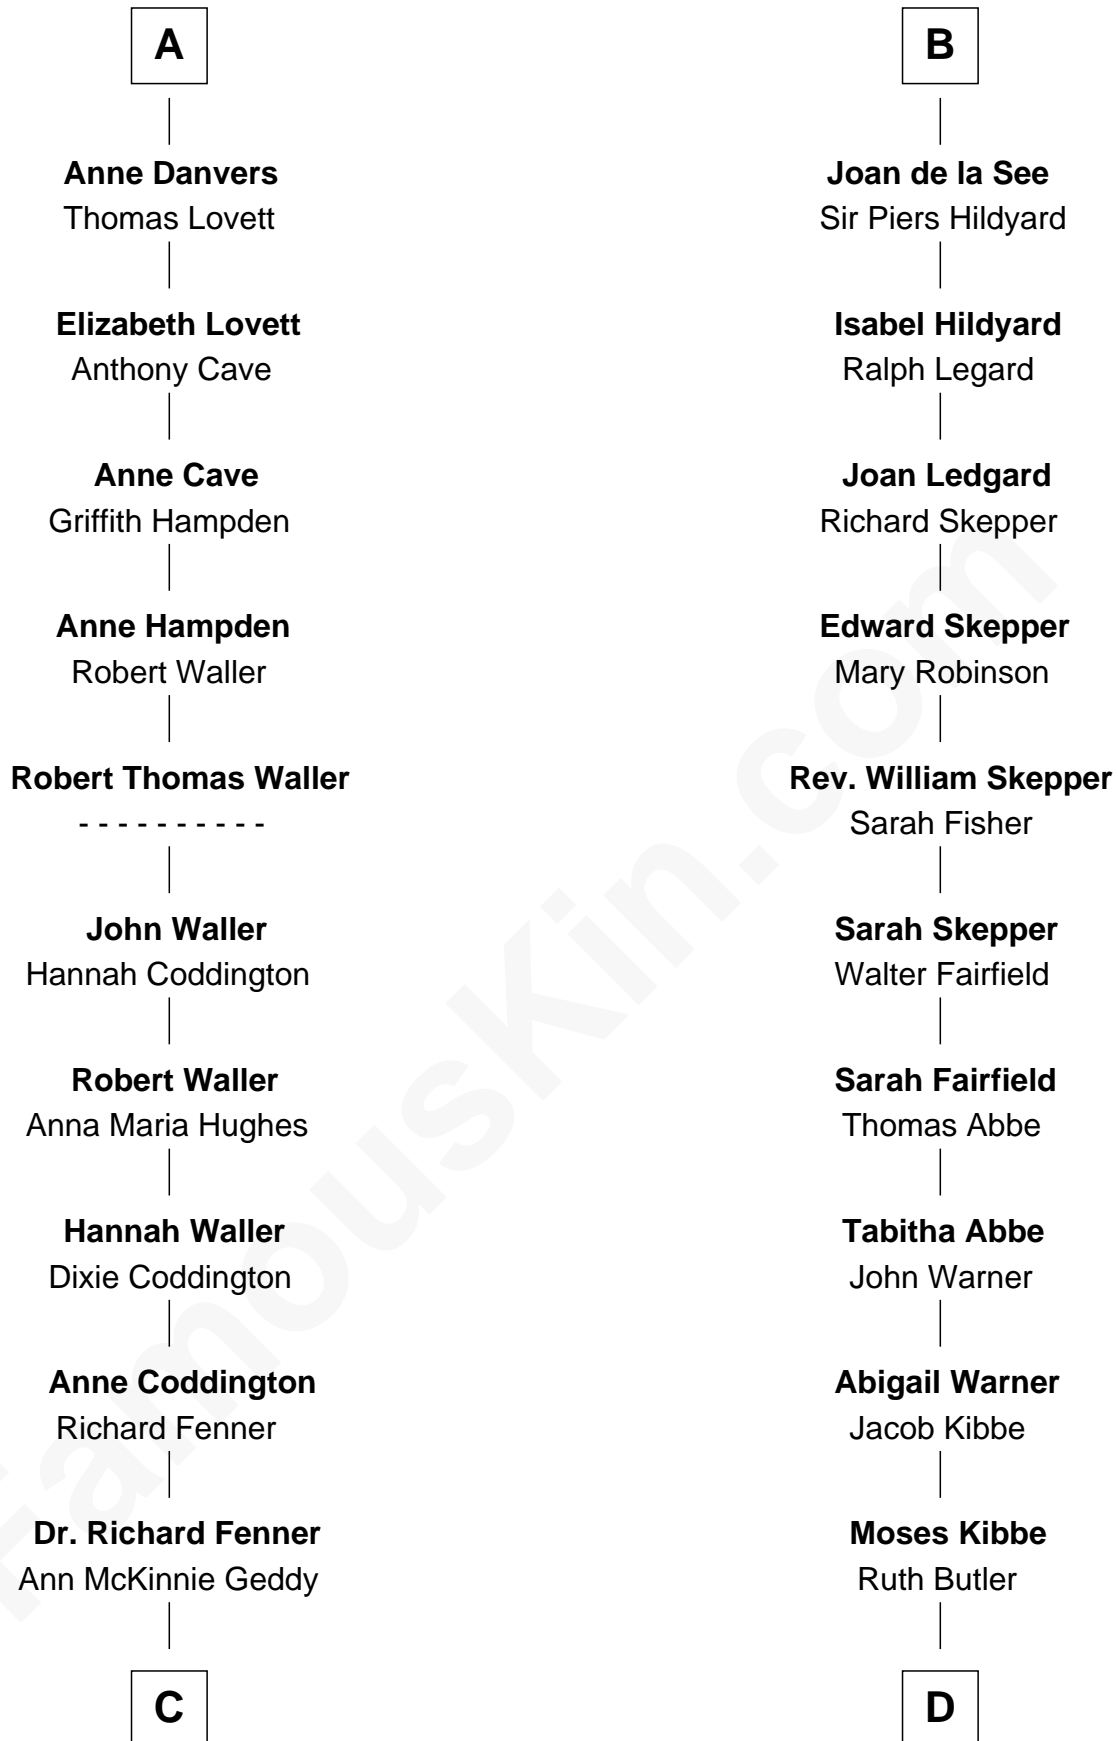 A
Anne Danvers
Thomas Lovett
Elizabeth Lovett
Anthony Cave
Anne Cave
Griffith Hampden
Anne Hampden
Robert Waller
Robert Thomas Waller
- - - - - - - - - -
John Waller
Hannah Coddington
Robert Waller
Anna Maria Hughes
Hannah Waller
Dixie Coddington
Anne Coddington
Richard Fenner
Dr. Richard Fenner
Ann McKinnie Geddy
C
B
Joan de la See
Sir Piers Hildyard
Isabel Hildyard
Ralph Legard
Joan Ledgard
Richard Skepper
Edward Skepper
Mary Robinson
Rev. William Skepper
Sarah Fisher
Sarah Skepper
Walter Fairfield
Sarah Fairfield
Thomas Abbe
Tabitha Abbe
John Warner
Abigail Warner
Jacob Kibbe
Moses Kibbe
Ruth Butler
D
FamousKin.com